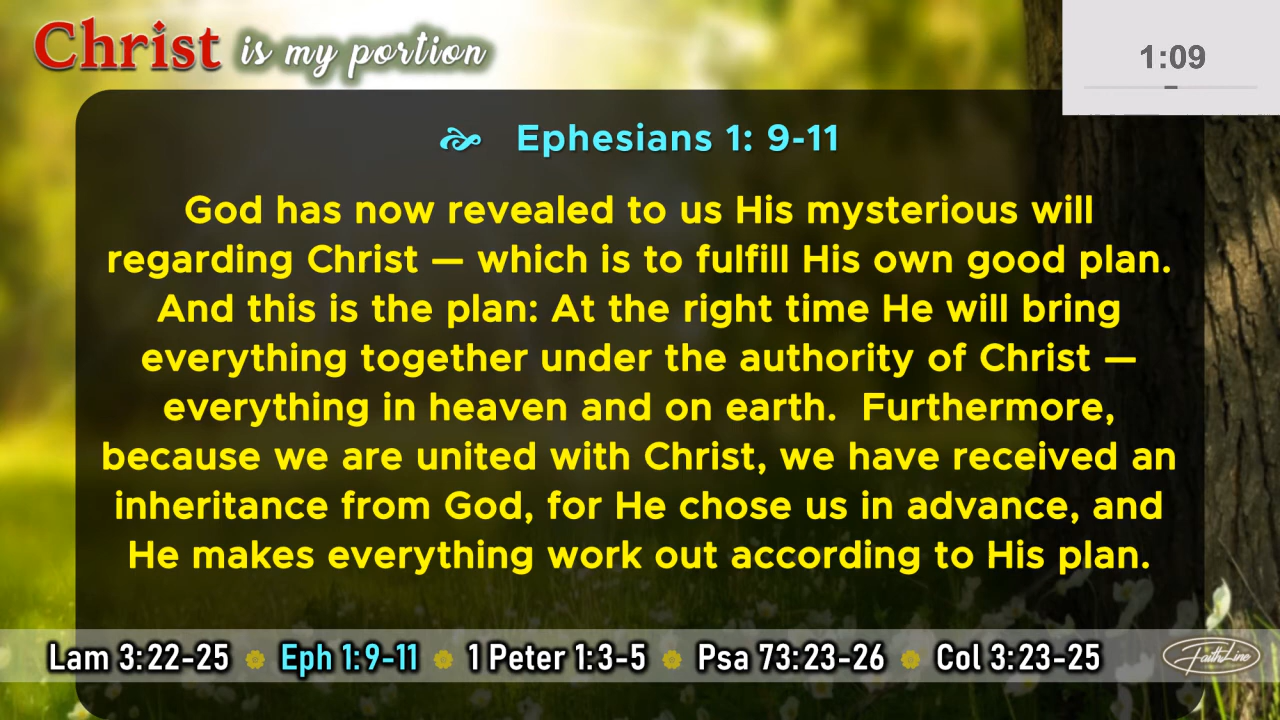 Christ is my portion
1:09
Ephesians 1: 9-11
God has now revealed to us His mysterious will
regarding Christ — which is to fulfill His own good plan.
And this is the plan: At the right time He will bring
everything together under the authority of Christ —
everything in heaven and on earth.  Furthermore,
because we are united with Christ, we have received an
inheritance from God, for He chose us in advance, and
He makes everything work out according to His plan.
Lam 3:22-25 Eph 1:9-11 1 Peter 1:3-5 Psa 73:23-26 Col 3:23-25
FaithLine